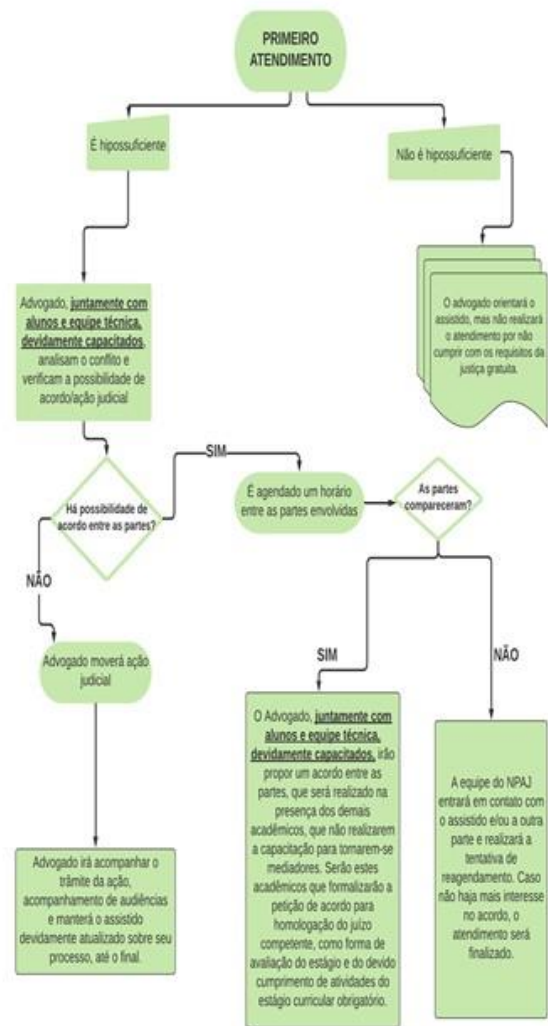 PRIMEIRO
ATENDIMENTO
É hipossuficiente
Não é hipossuficiente
Advogado, juntamente com
alunos e equipe técnica,
devidamente capacitados,
analisam o conflito e
verificam a possibilidade de
acordo/ação judicial
O advogado orientará o
assistido, mas não realizará
o atendimento por não
cumprir com os requisitos da
justiça gratuita.
Há possibilidade de
acordo entre as partes?
SIM
É agendado um horário
entre as partes envolvidas
As partes
compareceram?
NÃO
Advogado moverá ação
judicial
Advogado irá acompanhar o
trâmite da ação,
acompanhamento de audiências
e manterá o assistido
devidamente atualizado sobre seu
processo, até o final.
SIM
O Advogado, juntamente com
alunos e equipe técnica,
devidamente capacitados, irão
propor um acordo entre as
partes, que será realizado na
presença dos demais
acadêmicos, que não realizarem
a capacitação para tornarem-se
mediadores. Serão estes
acadêmicos que formalizarão a
petição de acordo para
homologação do juízo
competente, como forma de
avaliação do estágio e do devido
cumprimento de atividades do
estágio curricular obrigatório.
NÃO
A equipe do NPAJ
entrará em contato com
o assistido e/ou a outra
parte e realizará a
tentativa de
reagendamento. Caso
não haja mais interesse
no acordo, o
atendimento será
finalizado.